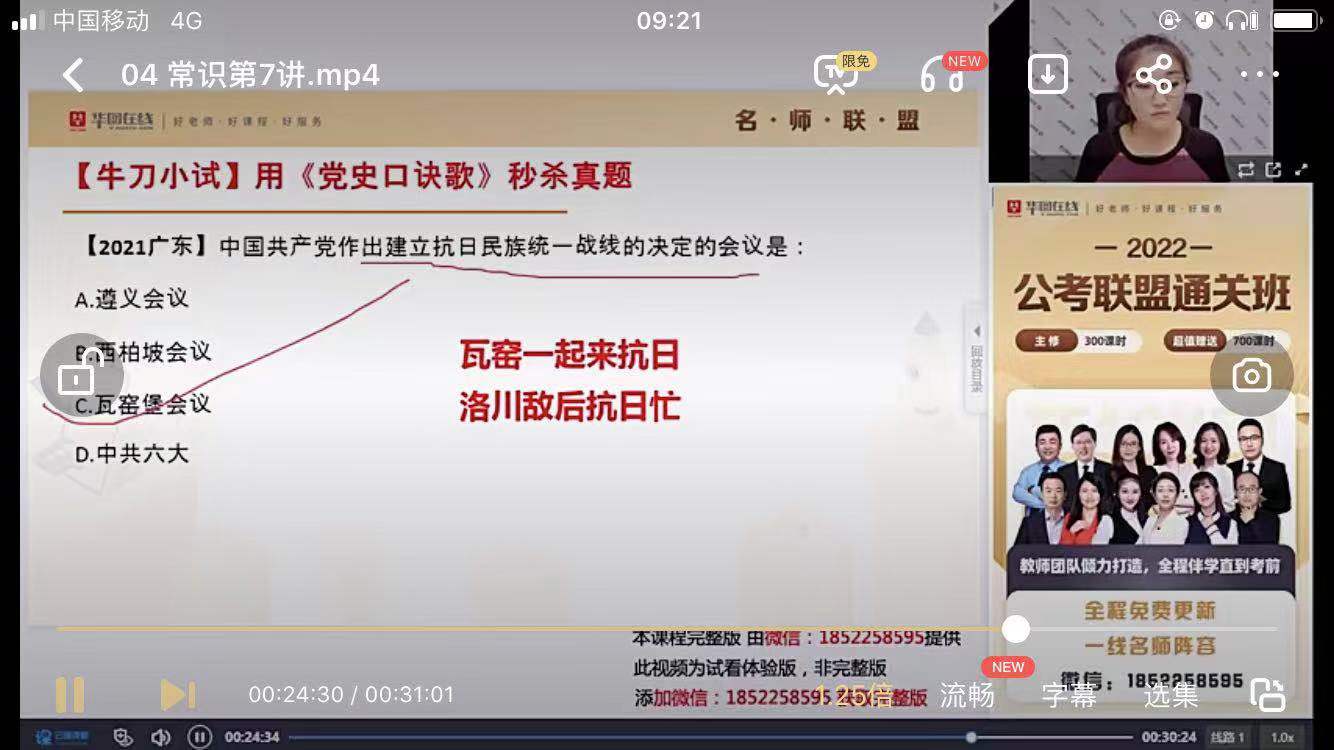 中国移动 4G
09:21
04 常识第7讲.mp4
限免
NEW
华图在线 | 好老师·好课程·好服务
名·师·联·盟
【牛刀小试】用《党史口诀歌》秒杀真题
【2021广东】中国共产党作出建立抗日民族统一战线的决定的会议是：
A.遵义会议
B.西柏坡会议
C.瓦窑堡会议
D.中共六大
瓦窑一起来抗日
洛川敌后抗日忙
回放目录
华图在线 | 好老师·好课程·好服务
2022
公考联盟通关班
主修 300课时
超值赠送 700课时
教师团队倾力打造，全程伴学直到考前
全程免费更新
一线名师阵容
微信：1852258595
本课程完整版 由微信：1852258595提供
此视频为试看体验版，非完整版
添加微信：1852258595
完整版
00:24:30 / 00:31:01
1.25倍
流畅
NEW
字幕
选集
00:24:34
00:30:24
线路 1
1.0x